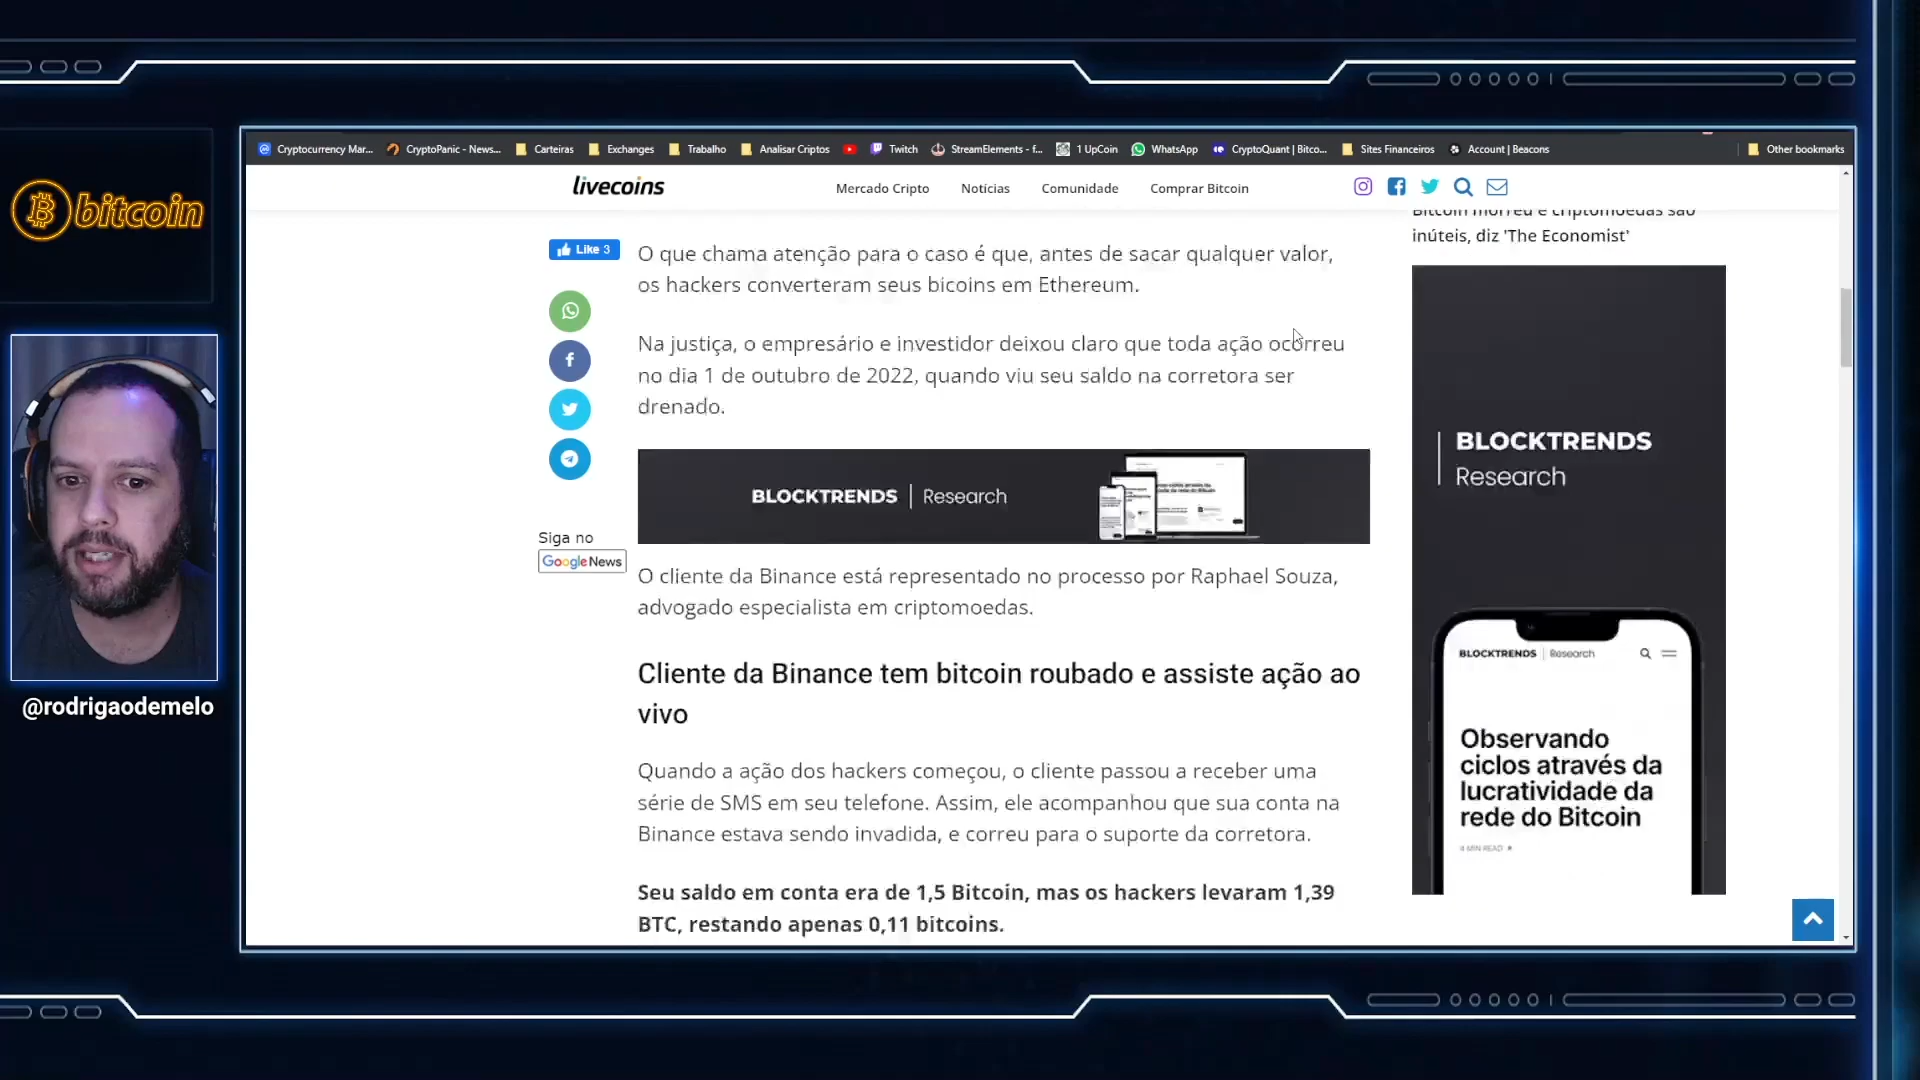 Cryptocurrency Mar...
CryptoPanic - News...
Carteiras
Exchanges
Trabalho
Analisar Criptos
Twitch
StreamElements - f...
1 UpCoin
WhatsApp
CryptoQuant | Bitco...
Sites Financeiros
Account | Beacons
Other bookmarks
livecoins
Mercado Cripto
Notícias
Comunidade
Comprar Bitcoin
bitcoin
@rodrigaodemelo
Like 3
Siga no
Google News
O que chama atenção para o caso é que, antes de sacar qualquer valor,
os hackers converteram seus bicoins em Ethereum.
Na justiça, o empresário e investidor deixou claro que toda ação ocorreu
no dia 1 de outubro de 2022, quando viu seu saldo na corretora ser
drenado.
BLOCKTRENDS | Research
O cliente da Binance está representado no processo por Raphael Souza,
advogado especialista em criptomoedas.
Cliente da Binance tem bitcoin roubado e assiste ação ao
vivo
Quando a ação dos hackers começou, o cliente passou a receber uma
série de SMS em seu telefone. Assim, ele acompanhou que sua conta na
Binance estava sendo invadida, e correu para o suporte da corretora.
Seu saldo em conta era de 1,5 Bitcoin, mas os hackers levaram 1,39
BTC, restando apenas 0,11 bitcoins.
Bitcoin morreu e criptomoedas são
inúteis, diz 'The Economist'
BLOCKTRENDS
Research
BLOCKTRENDS | Research
Observando
ciclos através da
lucratividade da
rede do Bitcoin
4 MIN READ